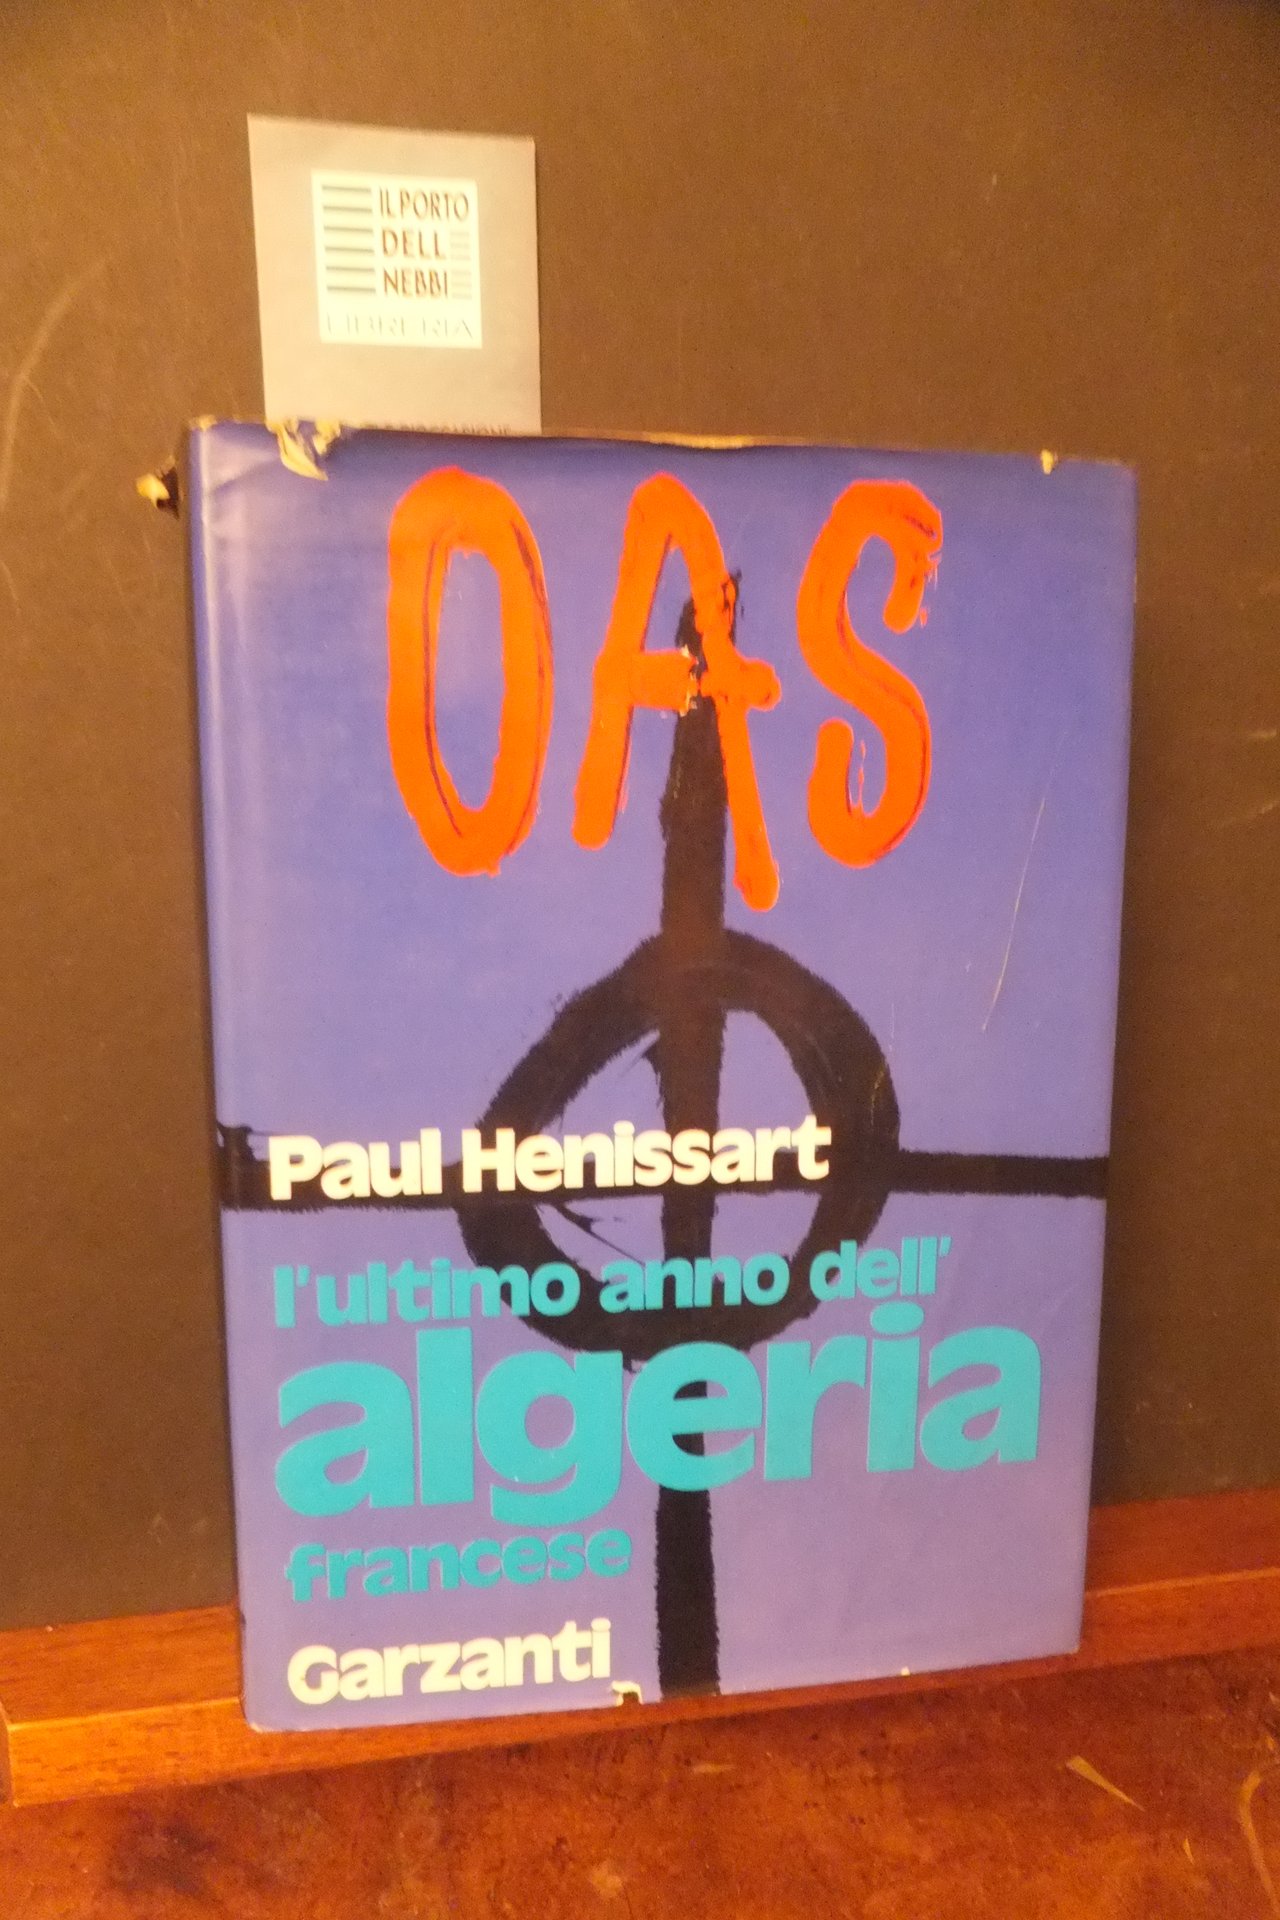 IL PORTO
DELL
NEBBI
LIBRERIA
OAS
Paul Henissart
l'ultimo anno dell'
algeria
francese
Garzanti